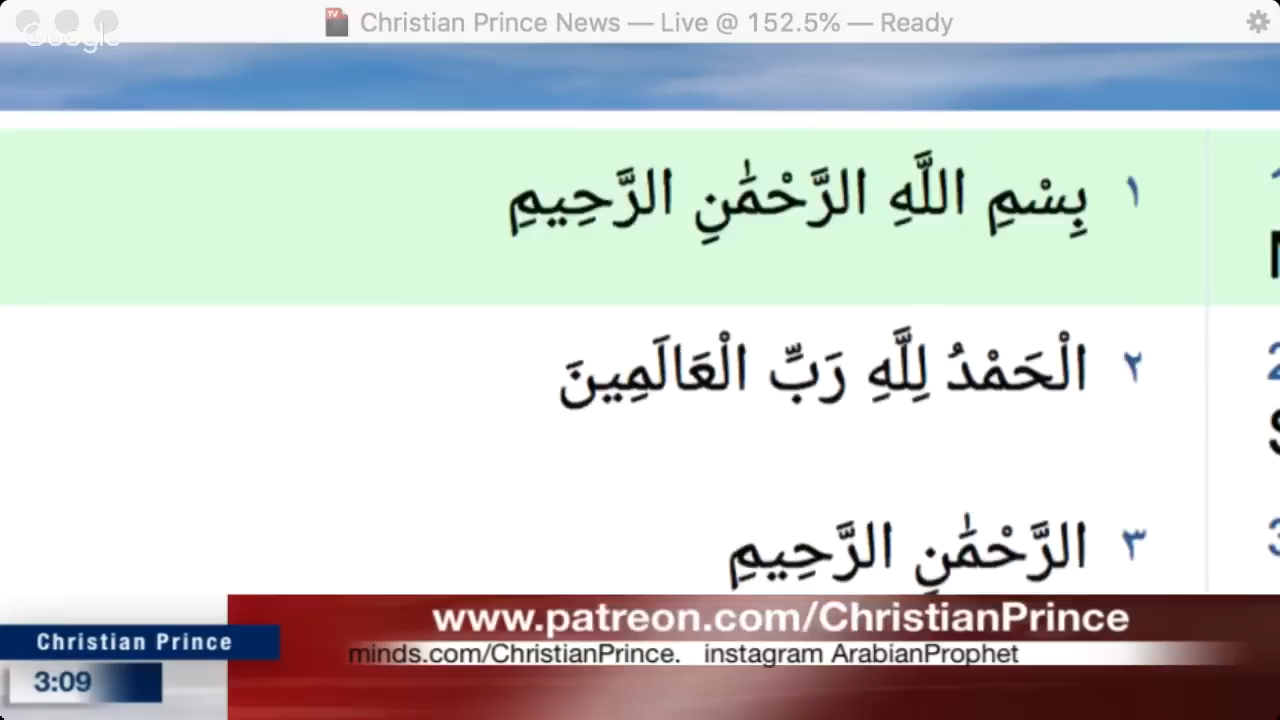 Christian Prince News — Live @ 152.5% — Ready
Google
١ بِسْمِ اللَّهِ الرَّحْمَٰنِ الرَّحِيمِ
٢ الْحَمْدُ لِلَّهِ رَبِّ الْعَالَمِينَ
٣ الرَّحْمَٰنِ الرَّحِيمِ
www.patreon.com/ChristianPrince
minds.com/ChristianPrince. instagram ArabianProphet
Christian Prince
3:09